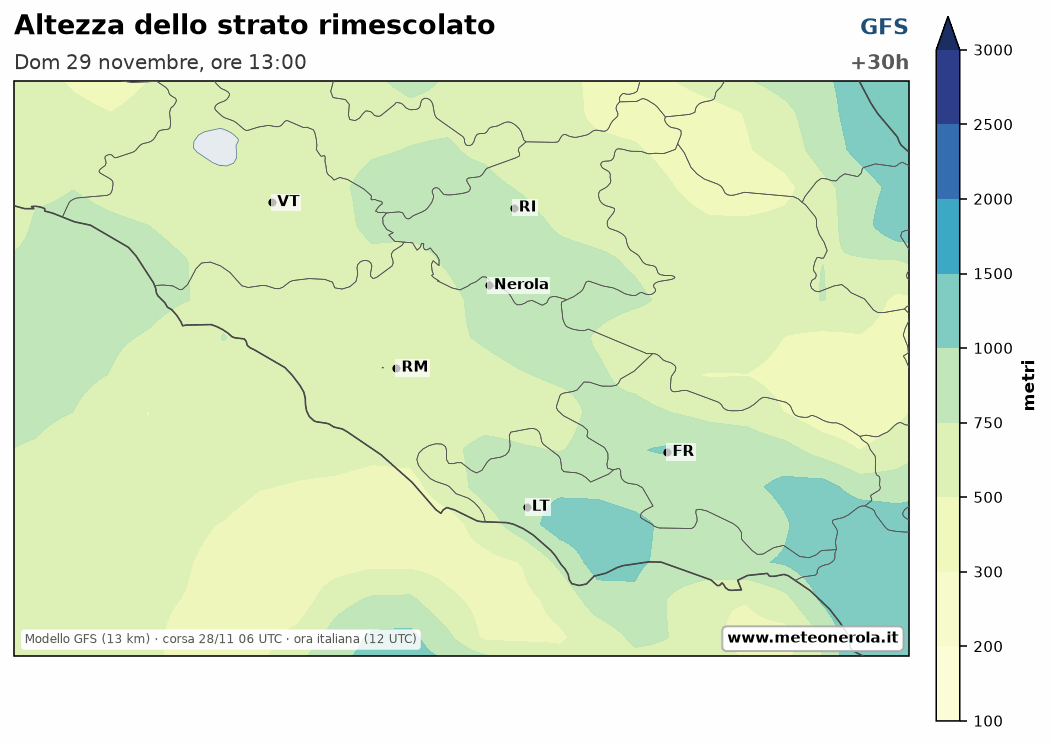 Altezza dello strato rimescolato
GFS
Dom 29 novembre, ore 13:00
+30h
3000
2500
2000
1500
1000
750
500
300
200
100
metri
VT
RI
Nerola
RM
FR
LT
Modello GFS (13 km) · corsa 28/11 06 UTC · ora italiana (12 UTC)
www.meteonerola.it